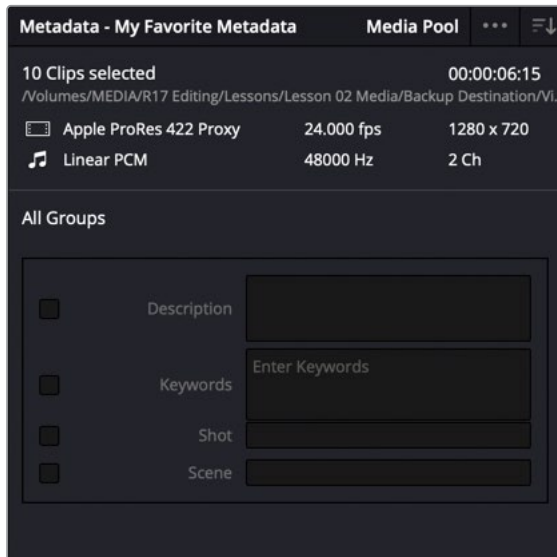 Metadata - My Favorite Metadata Media Pool •••
10 Clips selected 00:00:06:15
/Volumes/MEDIA/R17 Editing/Lessons/Lesson 02 Media/Backup Destination/Vi..
Apple ProRes 422 Proxy 24.000 fps 1280 x 720
Linear PCM 48000 Hz 2 Ch
All Groups
Description
Enter Keywords
Keywords
Shot
Scene